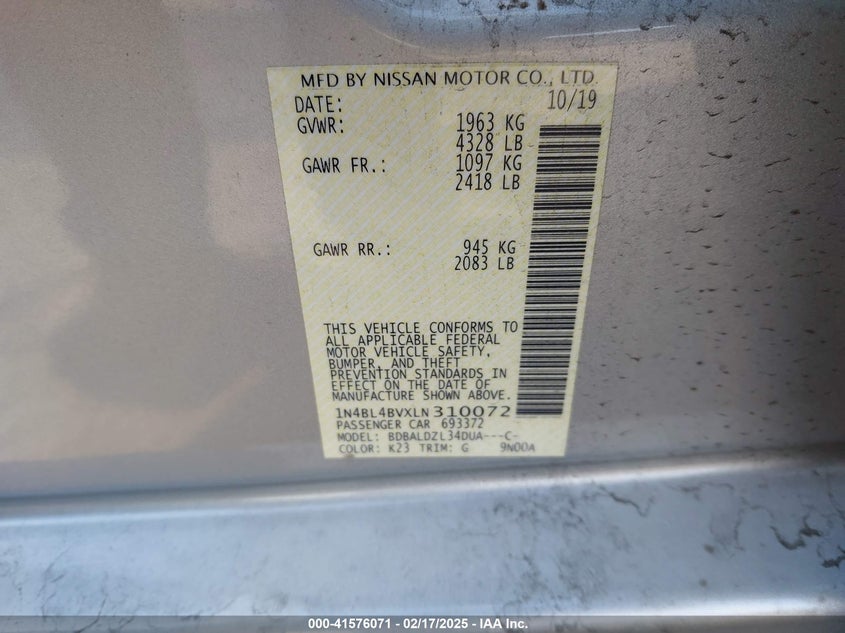 MFD BY NISSAN MOTOR CO., LTD.
DATE: 10/19
GVWR: 1963 KG
4328 LB
GAWR FR.: 1097 KG
2418 LB
GAWR RR.: 945 KG
2083 LB
THIS VEHICLE CONFORMS TO
ALL APPLICABLE FEDERAL
MOTOR VEHICLE SAFETY,
BUMPER, AND THEFT
PREVENTION STANDARDS IN
EFFECT ON THE DATE OF
MANUFACTURE SHOWN ABOVE.
1N4BL4BVXLN310072
PASSENGER CAR 693372
MODEL: BDBALDZL34DUA---C-
COLOR: K23 TRIM: G 9N00A
000-41576071 - 02/17/2025 - IAA Inc.